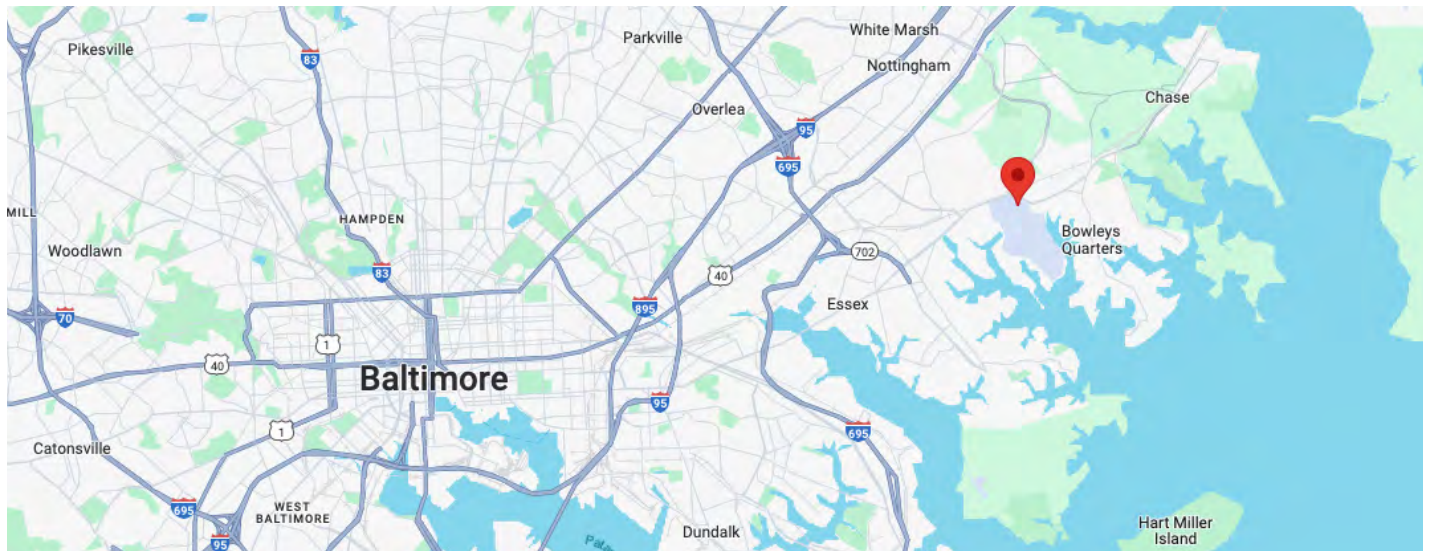 Pikesville
83
Parkville
White Marsh
Nottingham
Chase
Overlea
95
695
MILL
HAMPDEN
Woodlawn
83
Bowleys
Quarters
702
40
Essex
895
70
1
40
Baltimore
95
1
695
Catonsville
695
WEST
BALTIMORE
95
Dundalk
Hart Miller
Island